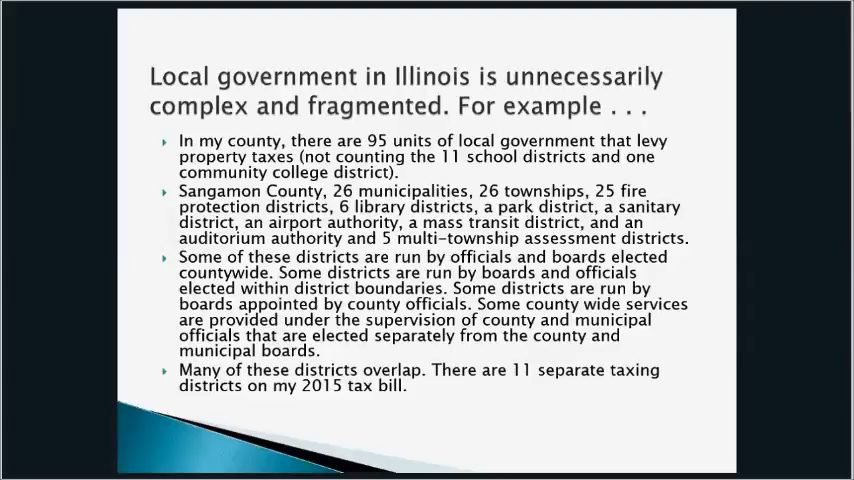 Local government in Illinois is unnecessarily
complex and fragmented. For example . . .
In my county, there are 95 units of local government that levy
property taxes (not counting the 11 school districts and one
community college district).
Sangamon County, 26 municipalities, 26 townships, 25 fire
protection districts, 6 library districts, a park district, a sanitary
district, an airport authority, a mass transit district, and an
auditorium authority and 5 multi-township assessment districts.
Some of these districts are run by officials and boards elected
countywide. Some districts are run by boards and officials
elected within district boundaries. Some districts are run by
boards appointed by county officials. Some county wide services
are provided under the supervision of county and municipal
officials that are elected separately from the county and
municipal boards.
Many of these districts overlap. There are 11 separate taxing
districts on my 2015 tax bill.